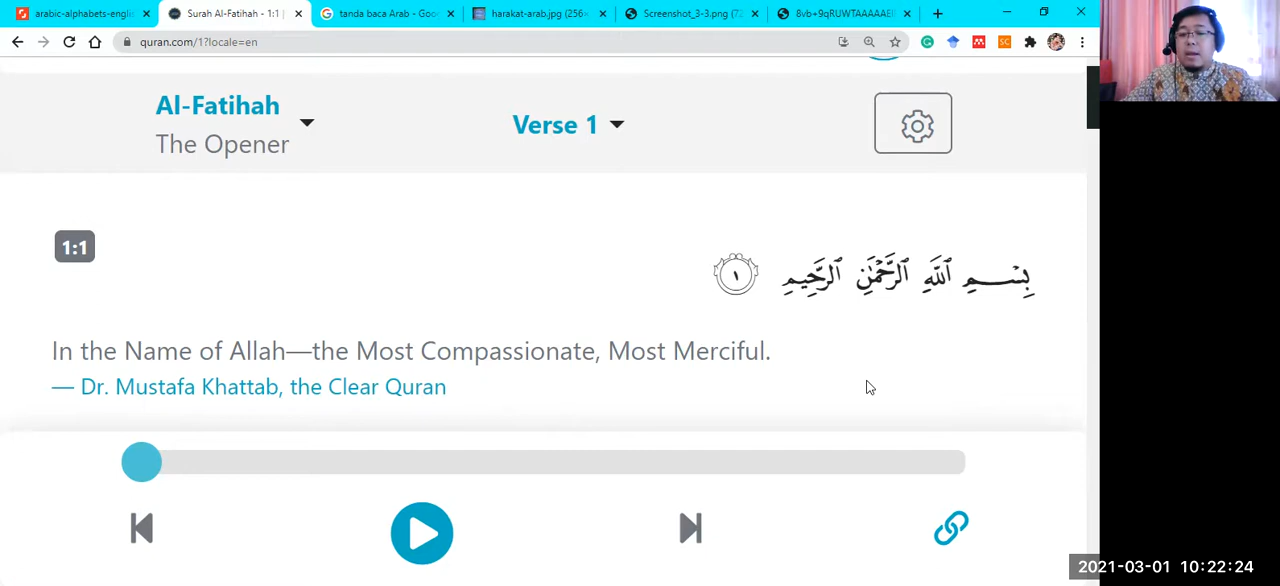 arabic-alphabets-engli
Surah Al-Fatihah - 1:1 |
tanda baca Arab - Goo
harakat-arab.jpg (256×
Screenshot_3-3.png (72
8vb+9qRUWTAAAAAEl
quran.com/1?locale=en
Al-Fatihah
The Opener
Verse 1
1:1
بِسْمِ ٱللَّهِ ٱلرَّحْمَٰنِ ٱلرَّحِيمِ ١
In the Name of Allah—the Most Compassionate, Most Merciful.
— Dr. Mustafa Khattab, the Clear Quran
2021-03-01 10:22:24